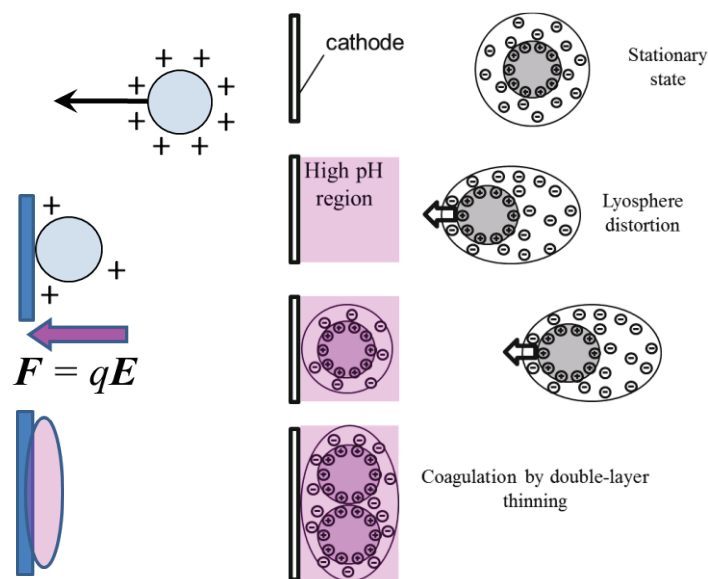 cathode
Stationary
state
High pH
region
Lyosphere
distortion
F = qE
Coagulation by double-layer
thinning